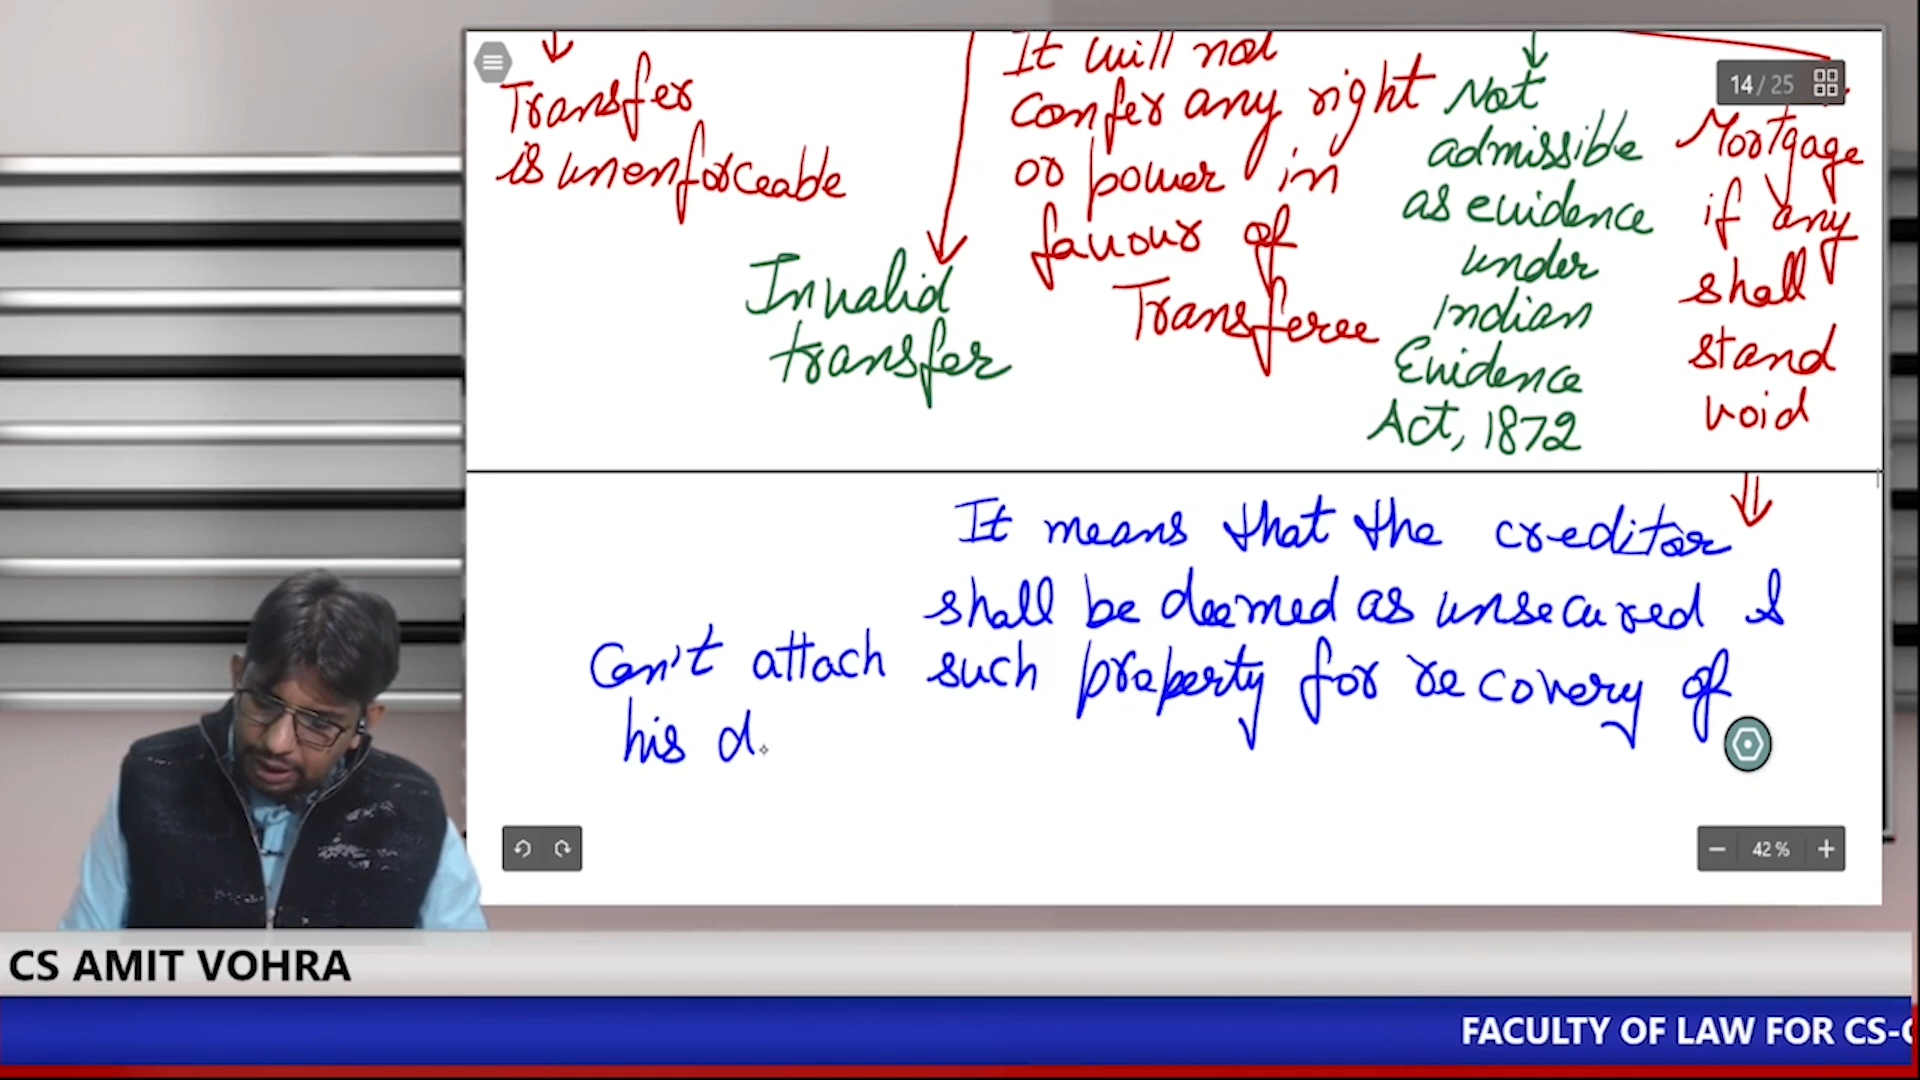 Transfer
is unenforceable
Invalid
transfer
It will not
confer any right
or power in
favour of
Transferee
Not
admissible
as evidence
under
Indian
Evidence
Act, 1872
14 / 25
Mortgage
if any
shall
stand
void
It means that the creditor
shall be deemed as unsecured &
Can't attach such property for recovery of
his d
42 %
CS AMIT VOHRA
FACULTY OF LAW FOR CS-